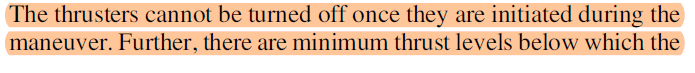 The thrusters cannot be turned off once they are initiated during the
maneuver. Further, there are minimum thrust levels below which the